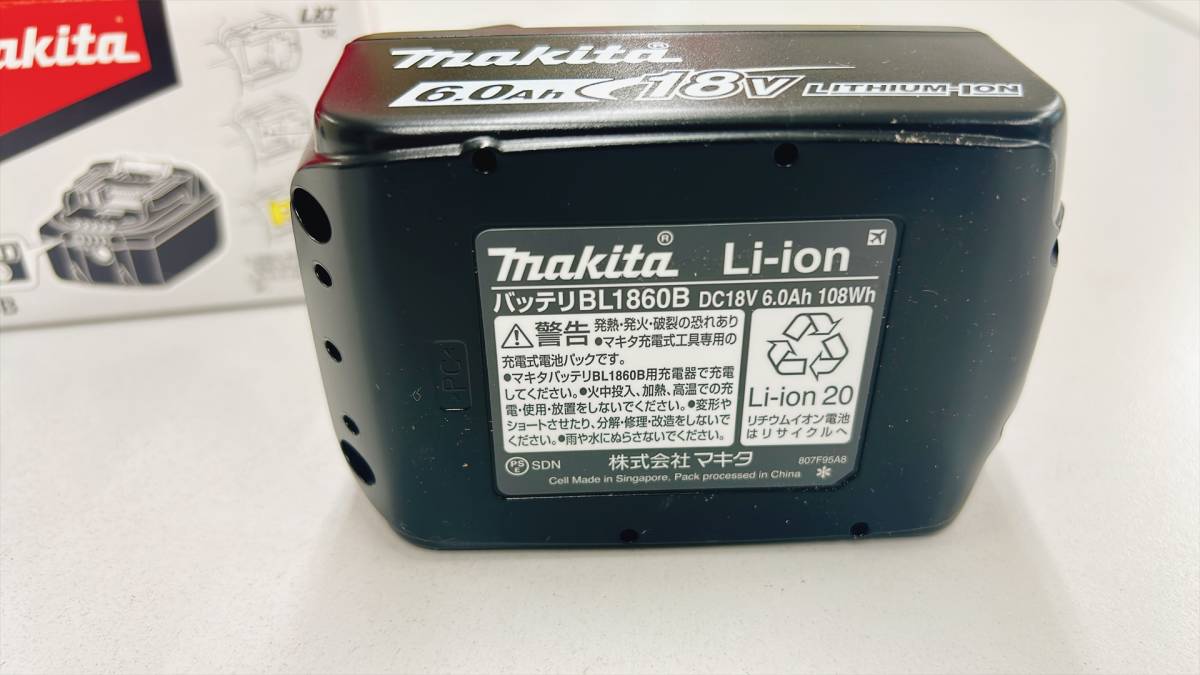 akita
LXT
B
makita®
6.0Ah 18V LITHIUM-ION
makita® Li-ion
バッテリBL1860B DC18V 6.0Ah 108Wh
警告 発熱・発火・破裂の恐れあり
●マキタ充電式工具専用の
充電式電池パックです。
●マキタバッテリBL1860B用充電器で充電
してください。●火中投入、加熱、高温での充
電・使用・放置をしないでください。●変形や
ショートさせたり、分解・修理・改造をしないで
ください。●雨や水にぬらさないでください。
Li-ion 20
リチウムイオン電池
はリサイクルへ
PSE SDN 株式会社 マキタ 807F95A8
Cell Made in Singapore, Pack processed in China
>PC<